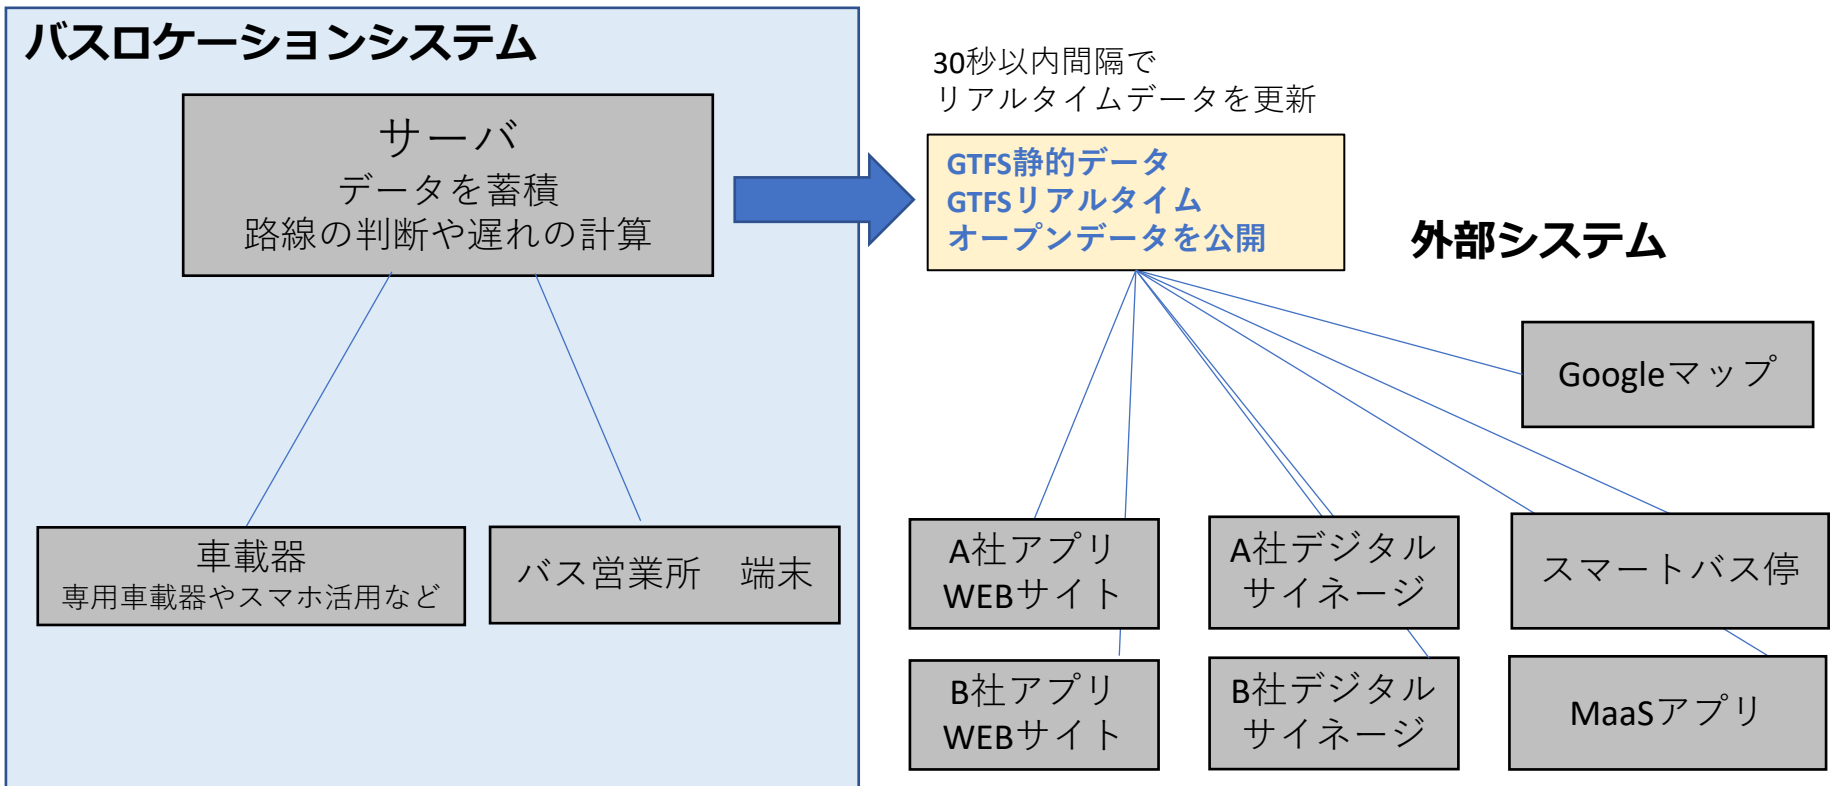 バスロケーションシステム
サーバ
データを蓄積
路線の判断や遅れの計算
車載器
専用車載器やスマホ活用など
バス営業所　端末
30秒以内間隔で
リアルタイムデータを更新
GTFS静的データ
GTFSリアルタイム
オープンデータを公開
外部システム
Googleマップ
A社アプリ
WEBサイト
A社デジタル
サイネージ
スマートバス停
B社アプリ
WEBサイト
B社デジタル
サイネージ
MaaSアプリ